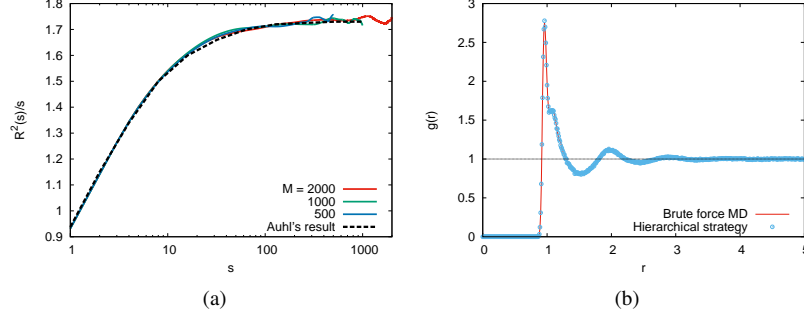 1.8
1.7
1.6
1.5
1.4
1.3
1.2
1.1
1
0.9
R²(s)/s
M = 2000
1000
500
Auhl's result
1 10 100 1000
s
(a)
3
2.5
2
1.5
1
0.5
0
g(r)
Brute force MD
Hierarchical strategy
0 1 2 3 4 5
r
(b)